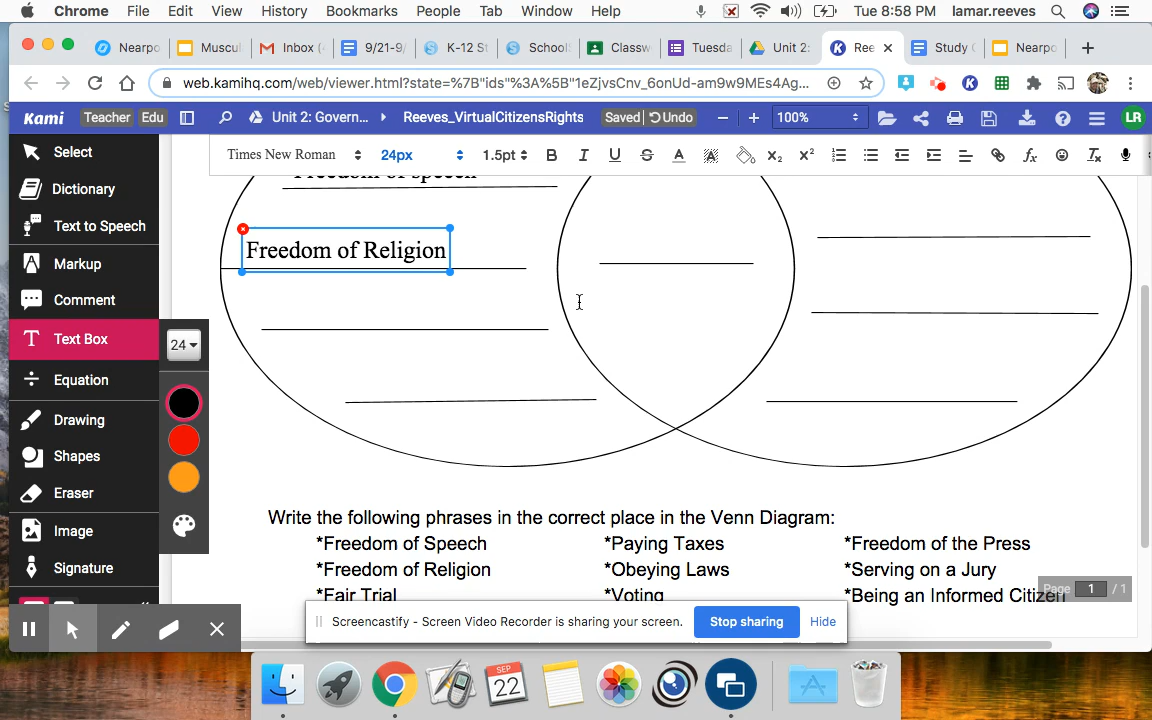 Chrome File Edit View History Bookmarks People Tab Window Help Tue 8:58 PM lamar.reeves
Nearpo Muscul Inbox ( 9/21-9/ K-12 St School Classw Tuesda Unit 2: Ree Study Nearpo
web.kamihq.com/web/viewer.html?state=%7B"ids"%3A%5B"1eZjvsCnv_6onUd-am9w9MEs4Ag...
Kami Teacher Edu Unit 2: Govern... Reeves_VirtualCitizensRights Saved Undo 100% LR
Times New Roman 24px 1.5pt B I U S A
Select
Dictionary
Text to Speech
Markup
Comment
Text Box
Equation
Drawing
Shapes
Eraser
Image
Signature
24
Freedom of speech
Freedom of Religion
Write the following phrases in the correct place in the Venn Diagram:
*Freedom of Speech *Paying Taxes *Freedom of the Press
*Freedom of Religion *Obeying Laws *Serving on a Jury
*Fair Trial *Voting *Being an Informed Citizen
Page 1 / 1
Screencastify - Screen Video Recorder is sharing your screen. Stop sharing Hide
SEP
22